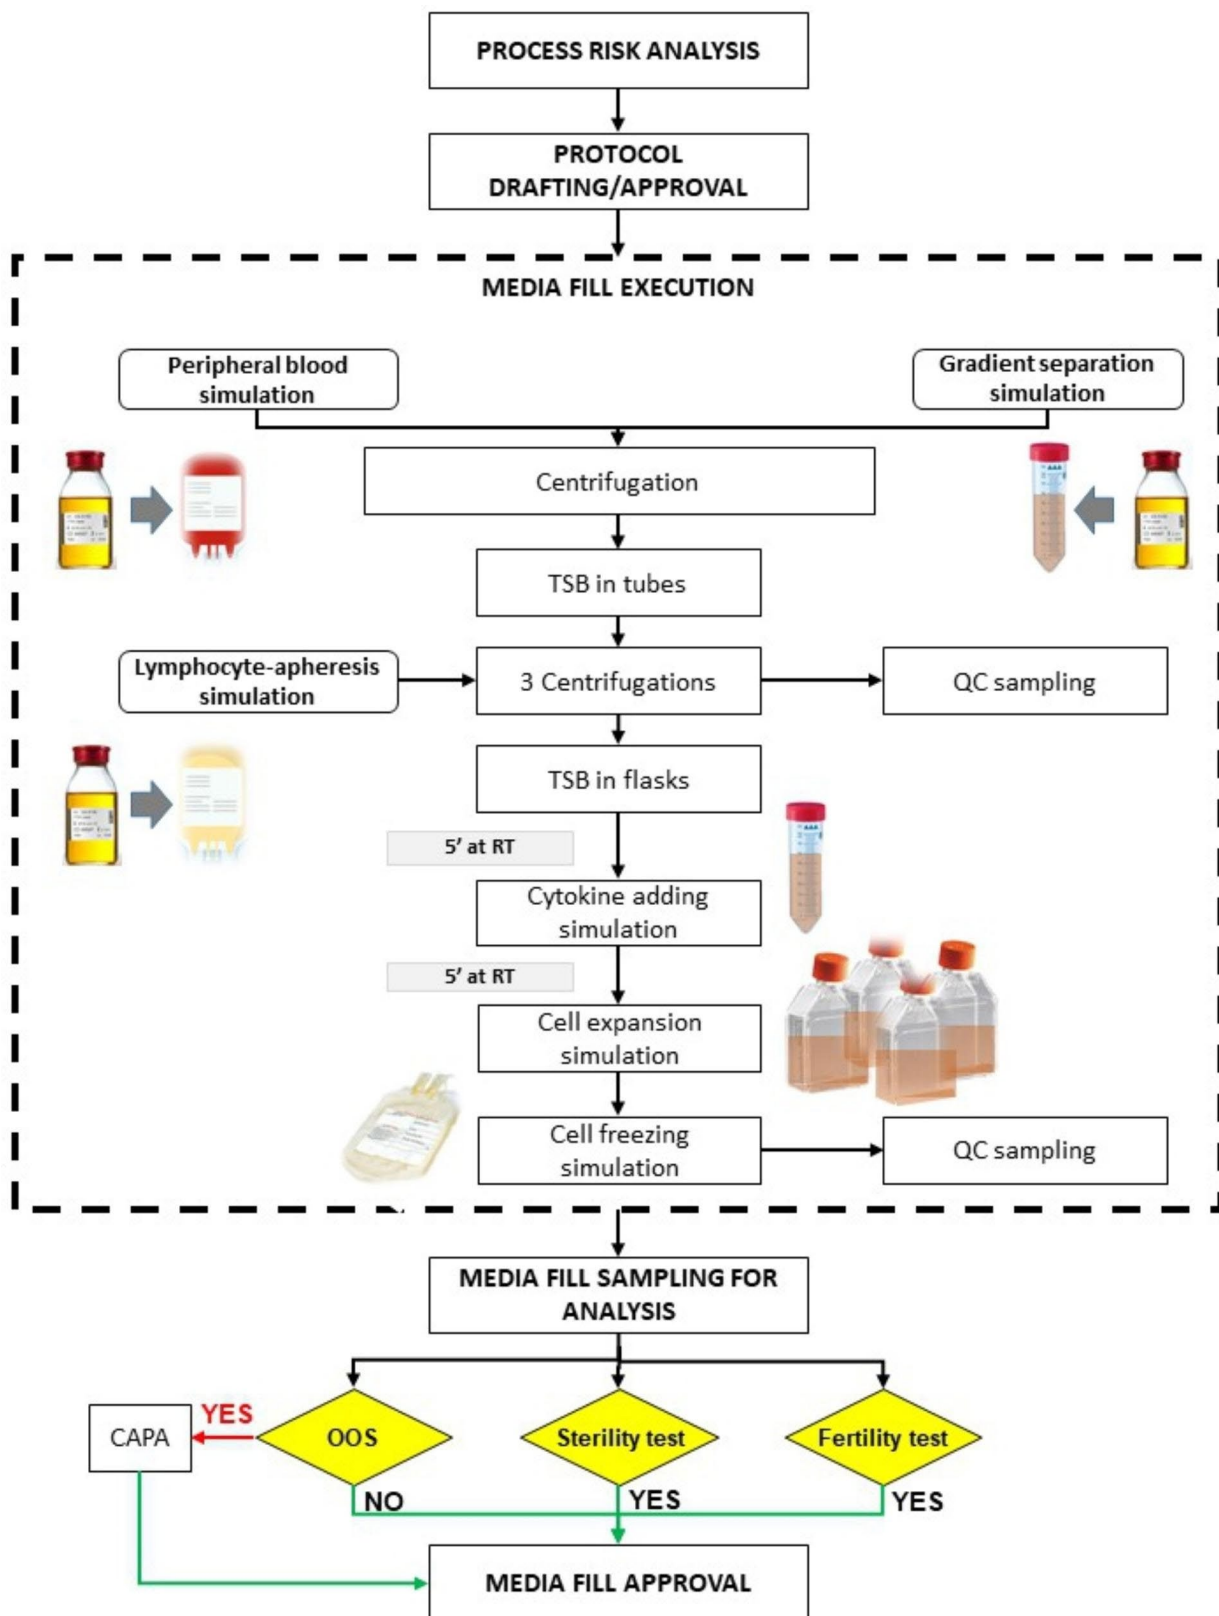 PROCESS RISK ANALYSIS
PROTOCOL
DRAFTING/APPROVAL
MEDIA FILL EXECUTION
Peripheral blood
simulation
Gradient separation
simulation
Centrifugation
TSB in tubes
Lymphocyte-apheresis
simulation
3 Centrifugations
QC sampling
TSB in flasks
5’ at RT
Cytokine adding
simulation
5’ at RT
Cell expansion
simulation
Cell freezing
simulation
QC sampling
MEDIA FILL SAMPLING FOR
ANALYSIS
CAPA
YES
OOS
Sterility test
Fertility test
NO
YES
YES
MEDIA FILL APPROVAL